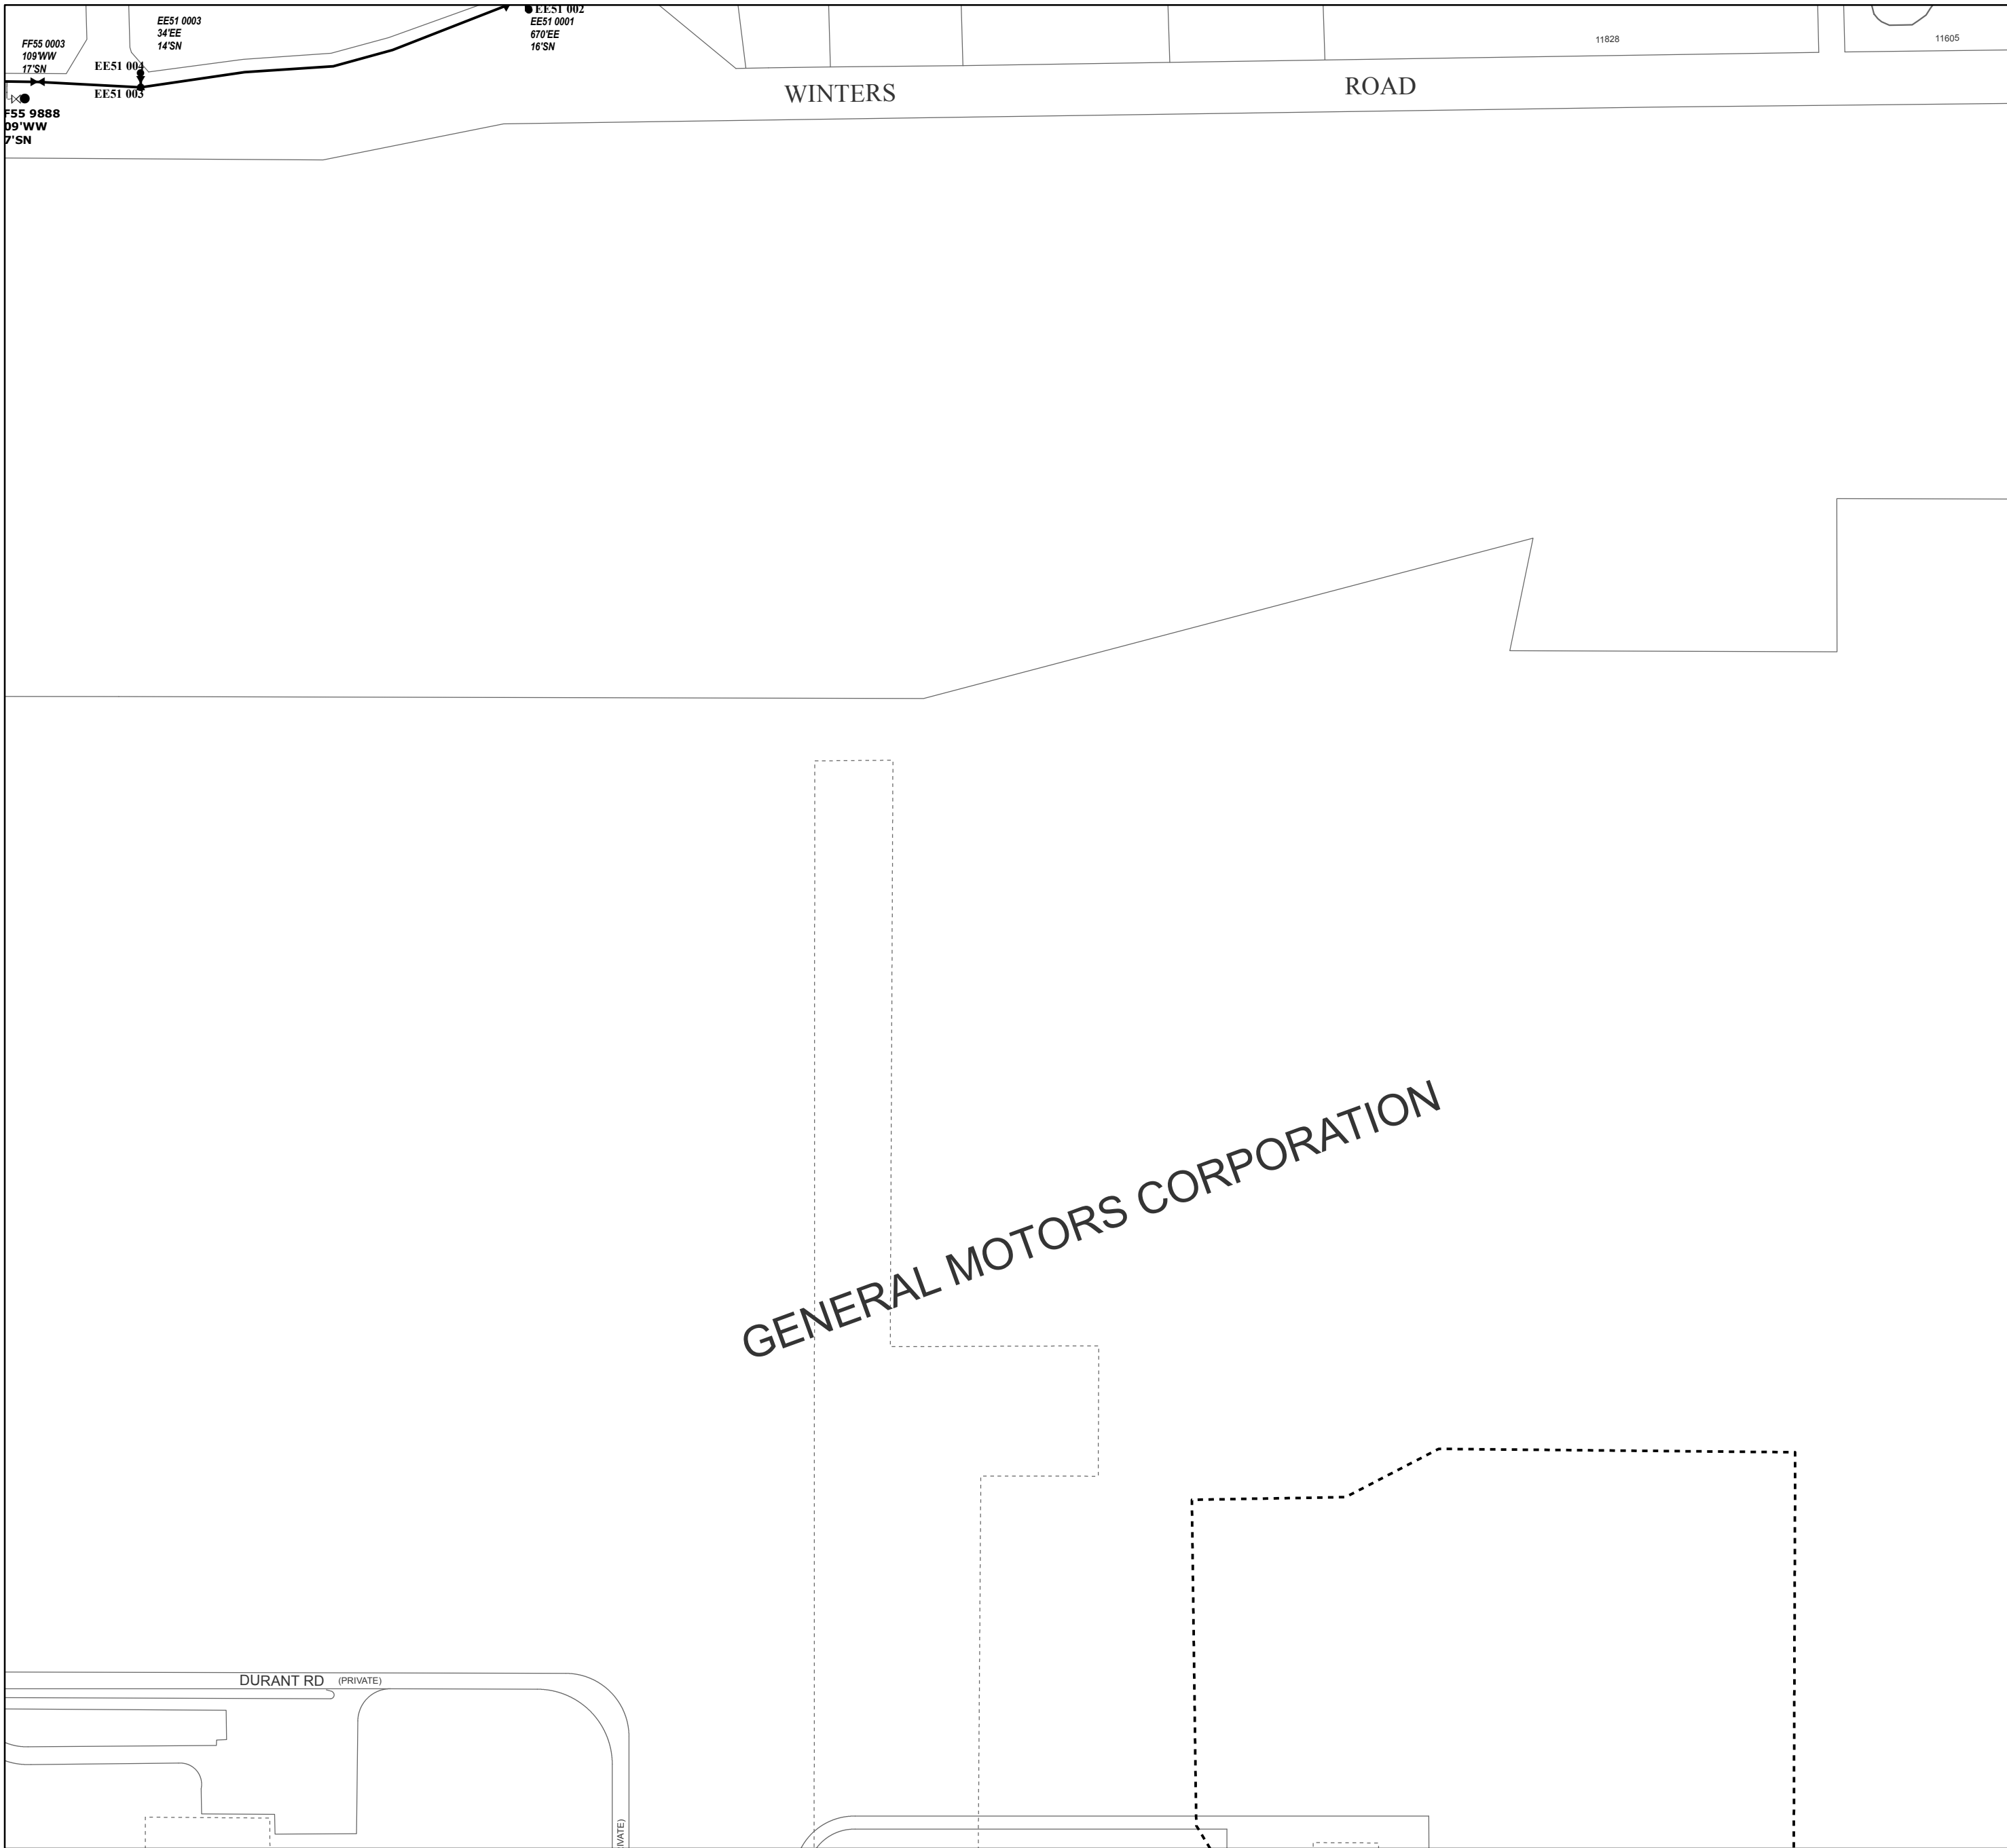 EE51 002
EE51 0001
670'EE
16'SN
EE51 0003
34'EE
14'SN
FF55 0003
109'WW
17'SN
EE51 004
EE51 003
F55 9888
09'WW
7'SN
WINTERS ROAD
11828
11605
GENERAL MOTORS CORPORATION
DURANT RD (PRIVATE)
IVATE)